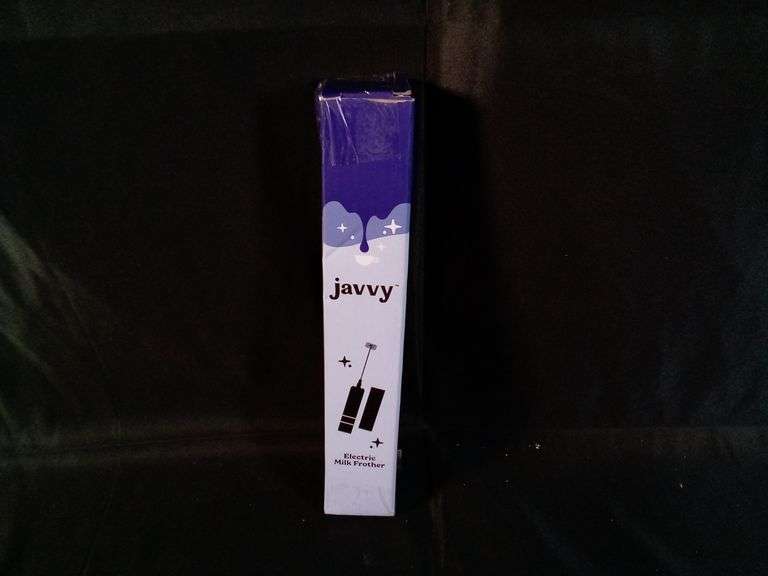 javvy™
Electric
Milk Frother